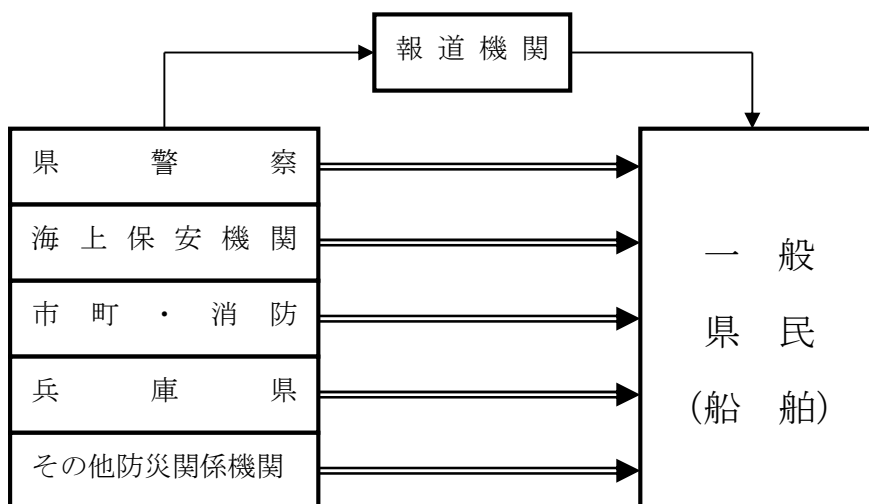 報道機関
県警察
海上保安機関
市町・消防
兵庫県
その他防災関係機関
一般
県民
(船舶)